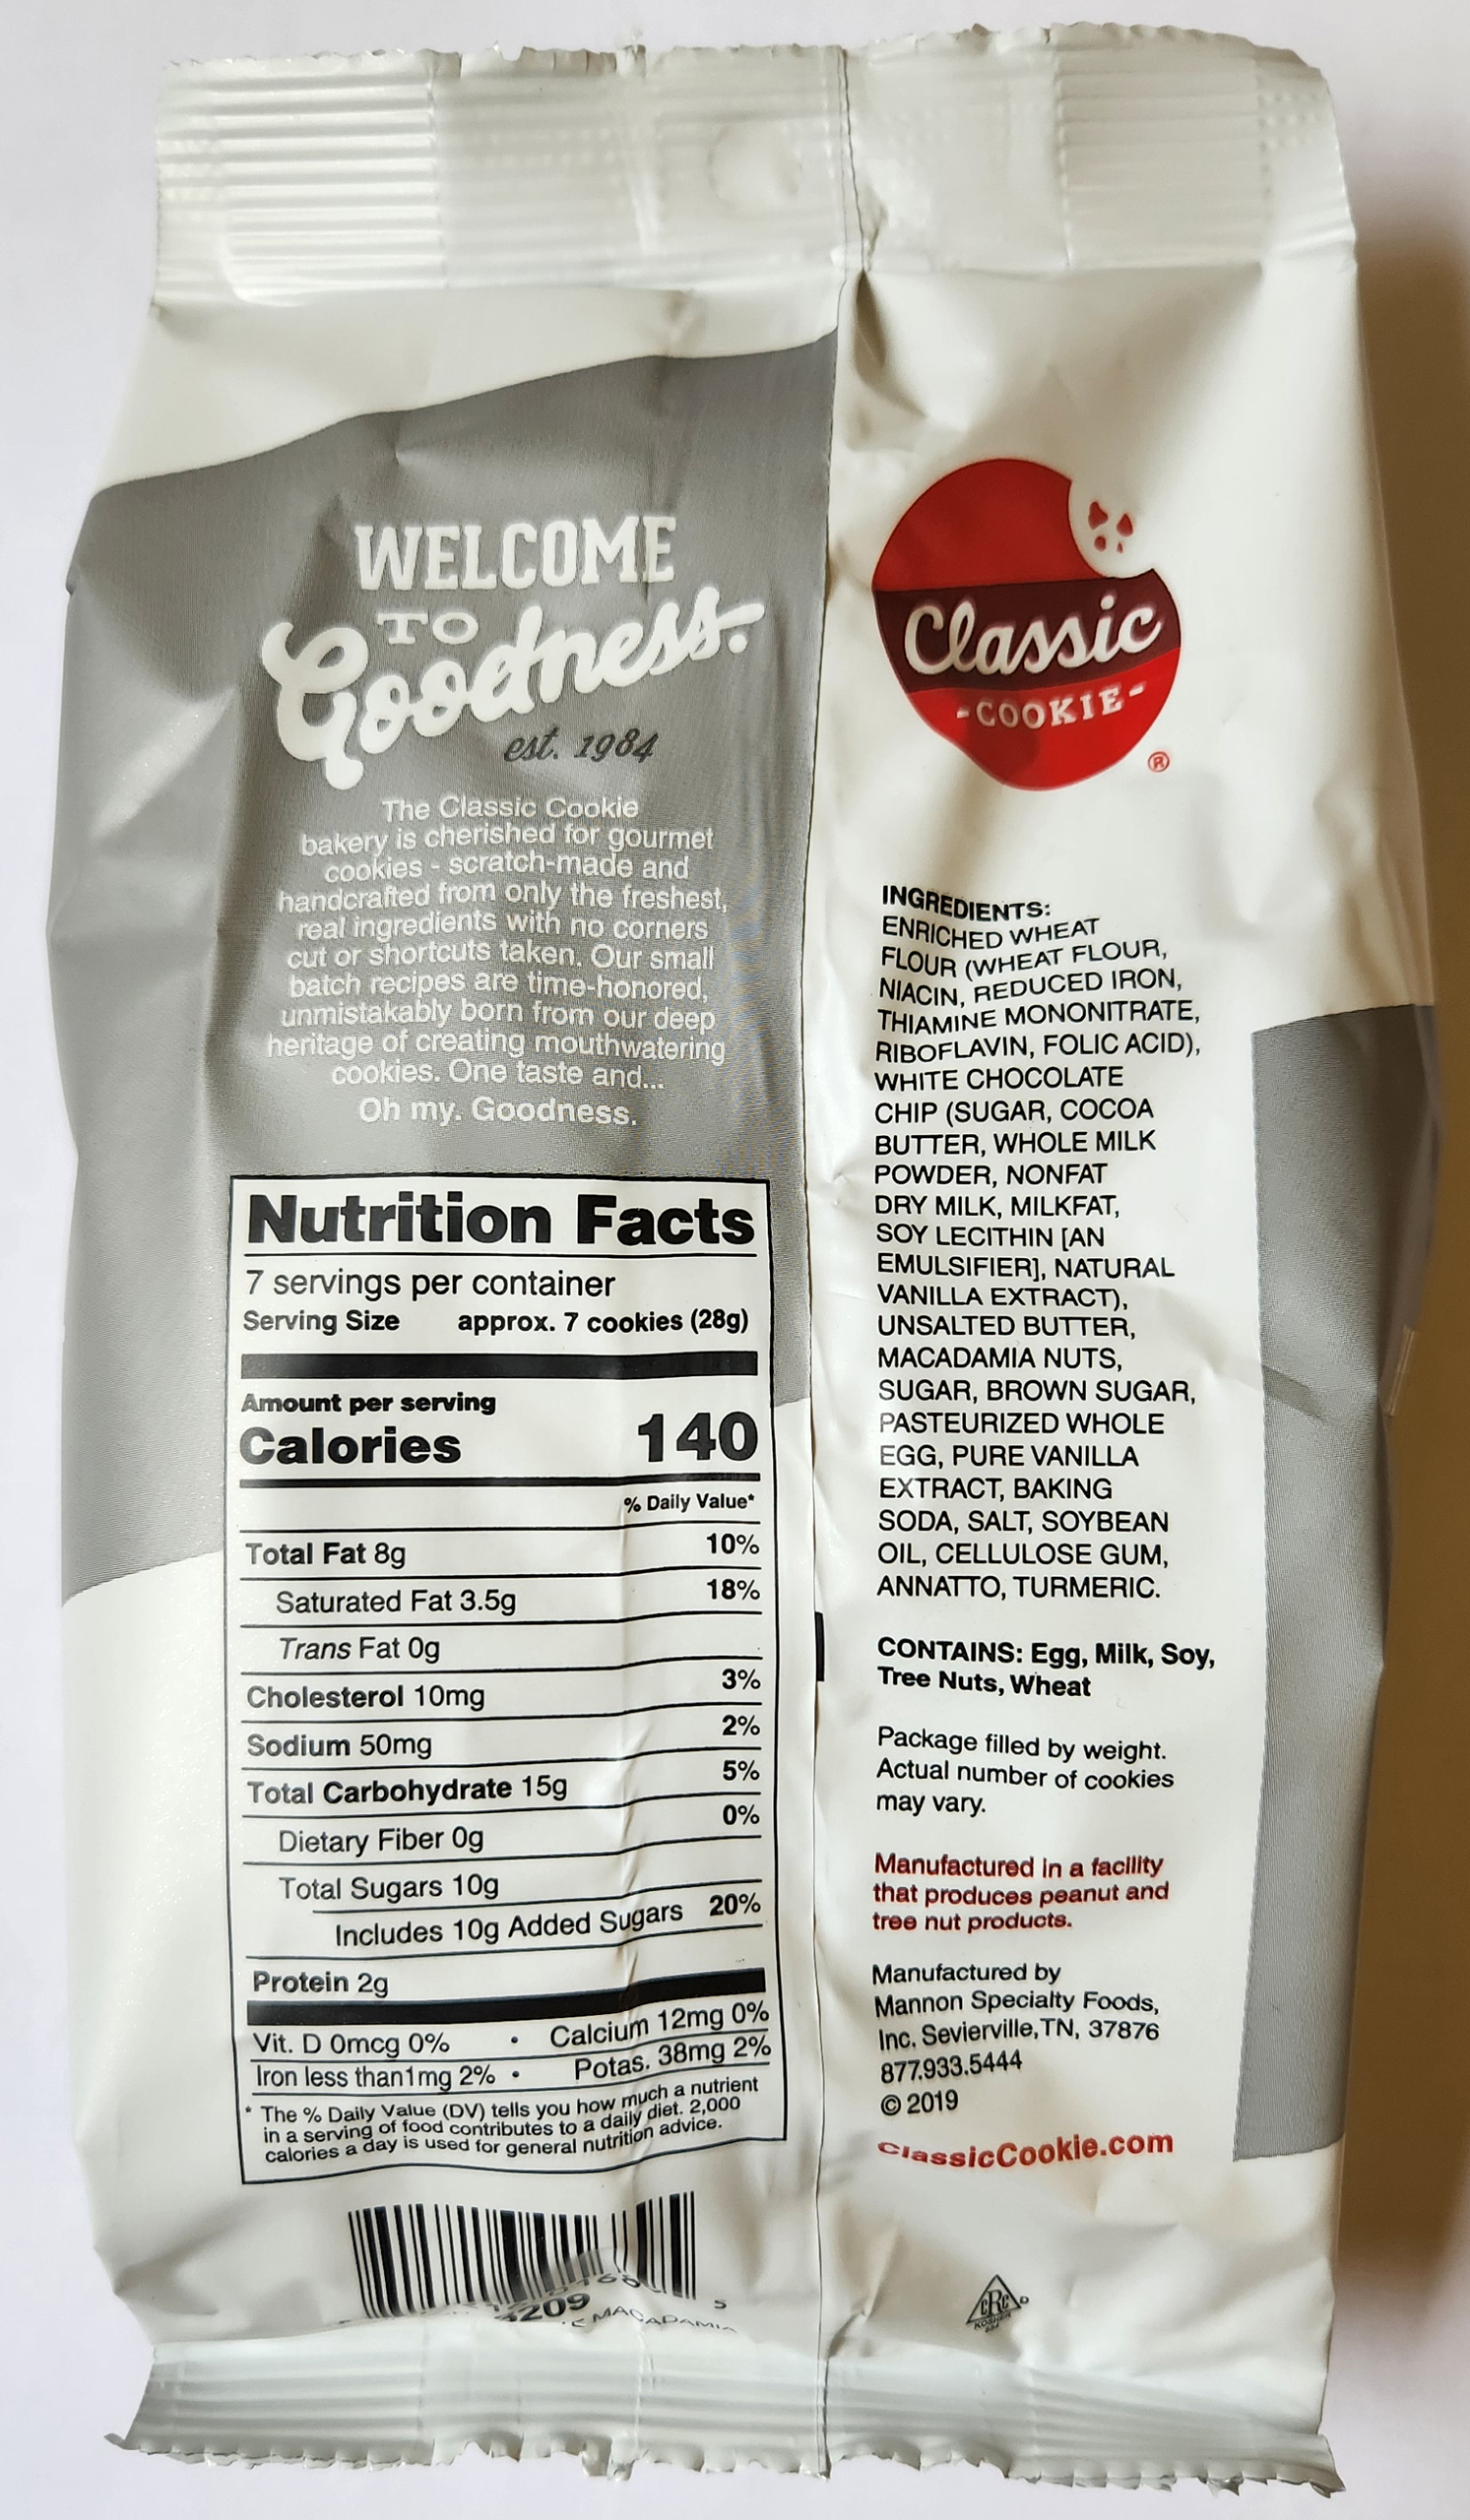 WELCOME
TO
Goodness.
est. 1984
The Classic Cookie
bakery is cherished for gourmet
cookies - scratch-made and
handcrafted from only the freshest,
real ingredients with no corners
cut or shortcuts taken. Our small
batch recipes are time-honored,
unmistakably born from our deep
heritage of creating mouthwatering
cookies. One taste and...
Oh my. Goodness.
Nutrition Facts
7 servings per container
Serving Size approx. 7 cookies (28g)
Amount per serving
Calories 140
% Daily Value*
Total Fat 8g 10%
Saturated Fat 3.5g 18%
Trans Fat 0g
Cholesterol 10mg 3%
Sodium 50mg 2%
Total Carbohydrate 15g 5%
Dietary Fiber 0g 0%
Total Sugars 10g
Includes 10g Added Sugars 20%
Protein 2g
Vit. D 0mcg 0% • Calcium 12mg 0%
Iron less than1mg 2% • Potas. 38mg 2%
* The % Daily Value (DV) tells you how much a nutrient
in a serving of food contributes to a daily diet. 2,000
calories a day is used for general nutrition advice.
5
MACADAMIA
Classic
-COOKIE-
®
INGREDIENTS:
ENRICHED WHEAT
FLOUR (WHEAT FLOUR,
NIACIN, REDUCED IRON,
THIAMINE MONONITRATE,
RIBOFLAVIN, FOLIC ACID),
WHITE CHOCOLATE
CHIP (SUGAR, COCOA
BUTTER, WHOLE MILK
POWDER, NONFAT
DRY MILK, MILKFAT,
SOY LECITHIN [AN
EMULSIFIER], NATURAL
VANILLA EXTRACT),
UNSALTED BUTTER,
MACADAMIA NUTS,
SUGAR, BROWN SUGAR,
PASTEURIZED WHOLE
EGG, PURE VANILLA
EXTRACT, BAKING
SODA, SALT, SOYBEAN
OIL, CELLULOSE GUM,
ANNATTO, TURMERIC.
CONTAINS: Egg, Milk, Soy,
Tree Nuts, Wheat
Package filled by weight.
Actual number of cookies
may vary.
Manufactured in a facility
that produces peanut and
tree nut products.
Manufactured by
Mannon Specialty Foods,
Inc. Sevierville, TN, 37876
877.933.5444
© 2019
ClassicCookie.com
CRC
KOSHER